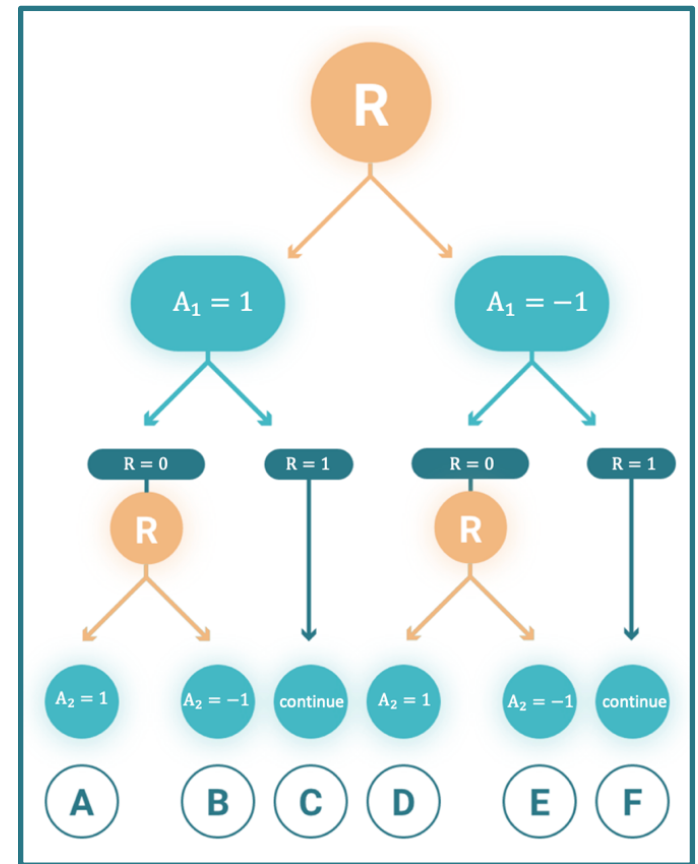 R
A₁ = 1
A₁ = −1
R = 0
R = 1
R = 0
R = 1
R
R
A₂ = 1
A₂ = −1
continue
A₂ = 1
A₂ = −1
continue
A
B
C
D
E
F